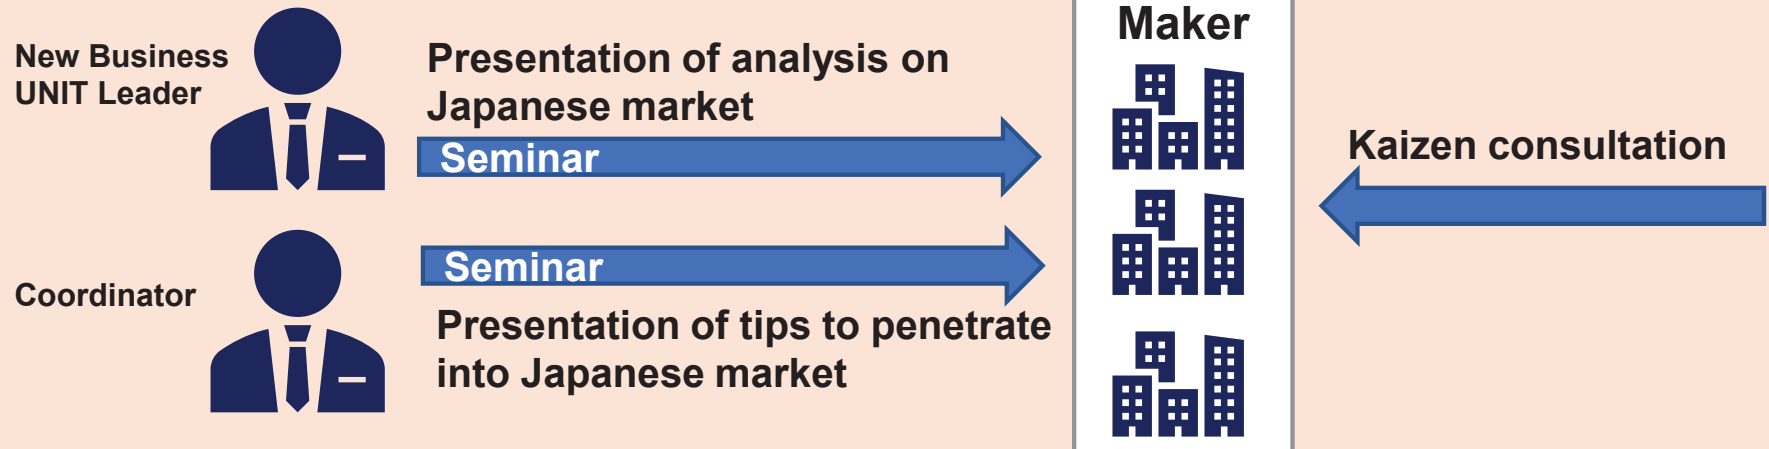 New Business
UNIT Leader
Presentation of analysis on
Japanese market
Seminar
Coordinator
Seminar
Presentation of tips to penetrate
into Japanese market
Maker
Kaizen consultation